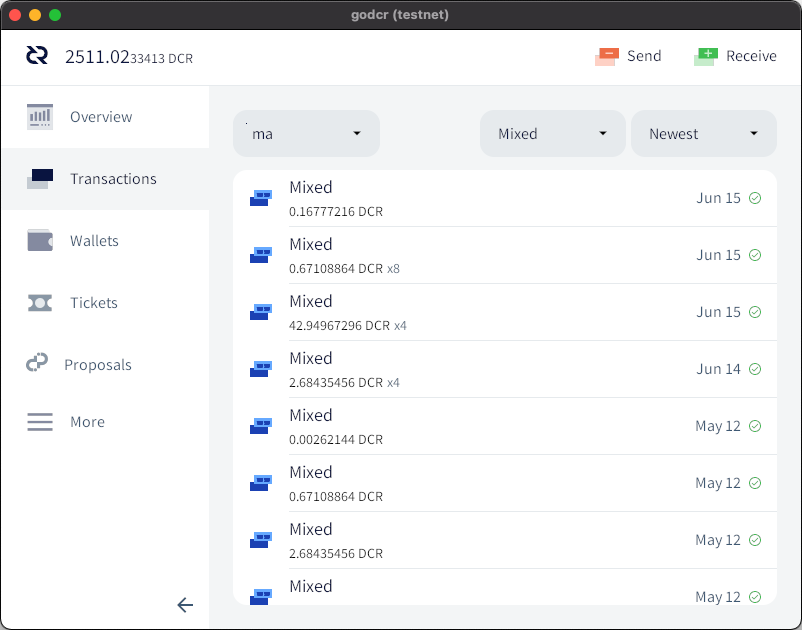 godcr (testnet)
2511.0233413 DCR
Send
Receive
Overview
Transactions
Wallets
Tickets
Proposals
More
ma
Mixed
Newest
Mixed
0.16777216 DCR
Jun 15
Mixed
0.67108864 DCR x8
Jun 15
Mixed
42.94967296 DCR x4
Jun 15
Mixed
2.68435456 DCR x4
Jun 14
Mixed
0.00262144 DCR
May 12
Mixed
0.67108864 DCR
May 12
Mixed
2.68435456 DCR
May 12
Mixed
May 12